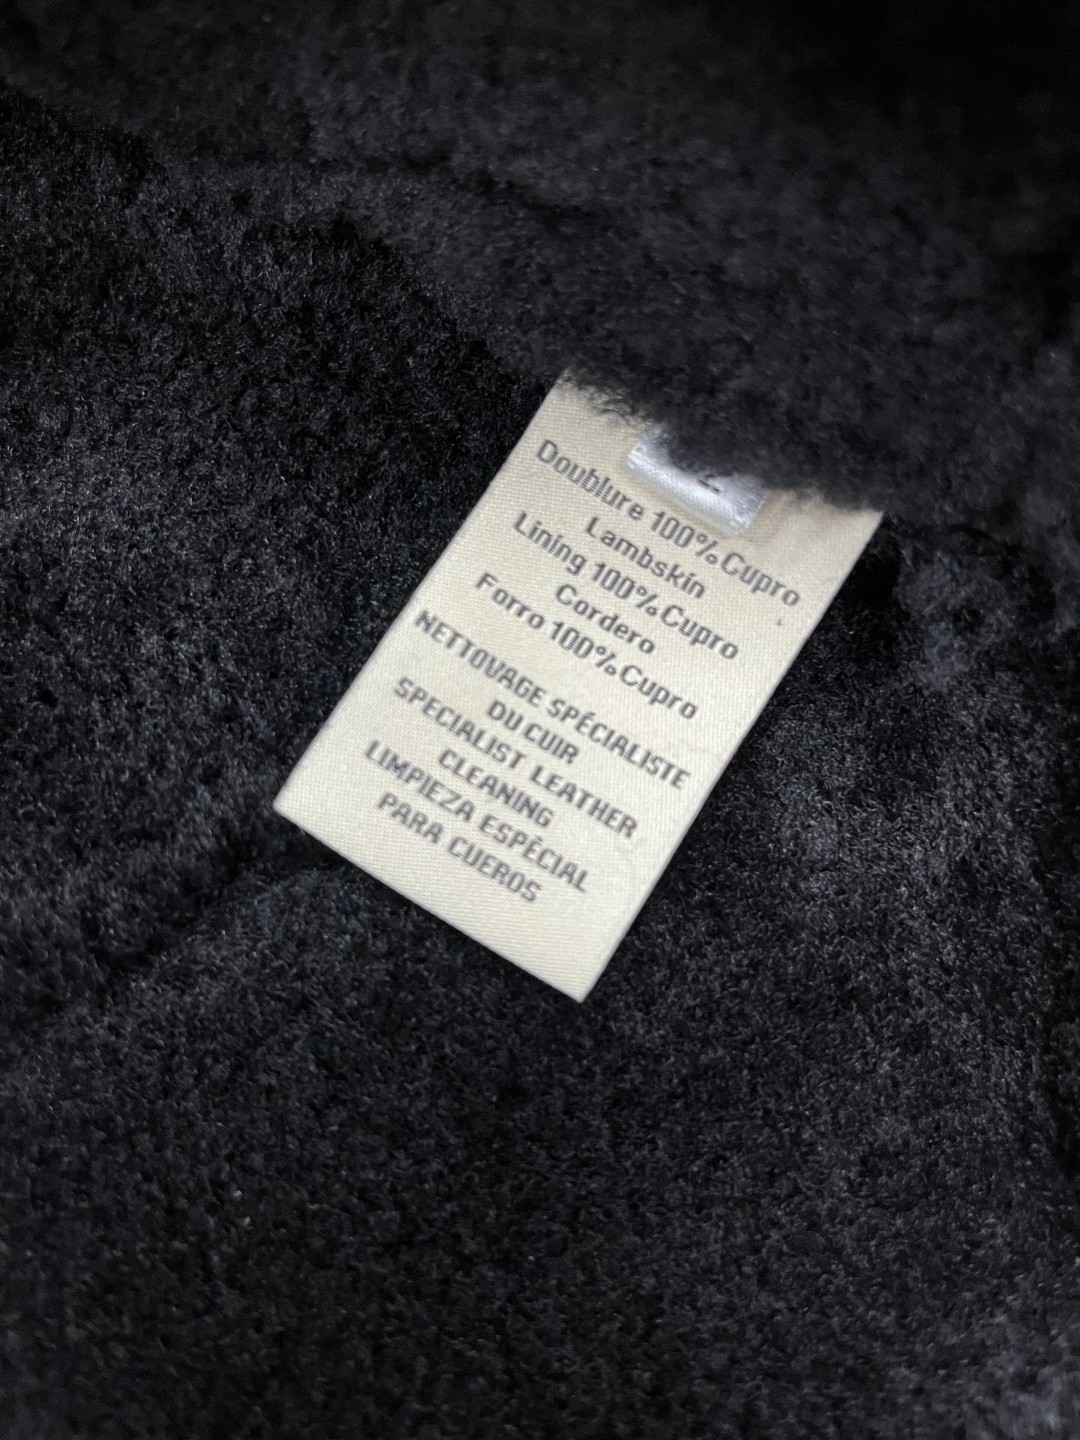 Doublure 100% Cupro
Lambskin
Lining 100% Cupro
Cordero
Forro 100% Cupro
NETTOYAGE SPÉCIALISTE
DU CUIR
SPECIALIST LEATHER
CLEANING
LIMPIEZA ESPÉCIAL
PARA CUEROS